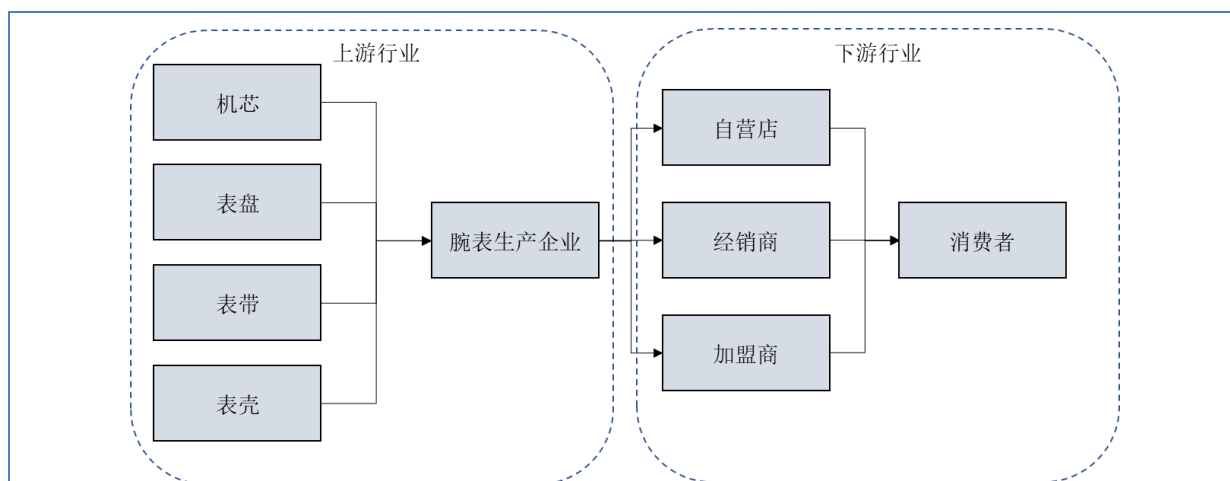 上游行业
机芯
表盘
表带
表壳
腕表生产企业
下游行业
自营店
经销商
加盟商
消费者